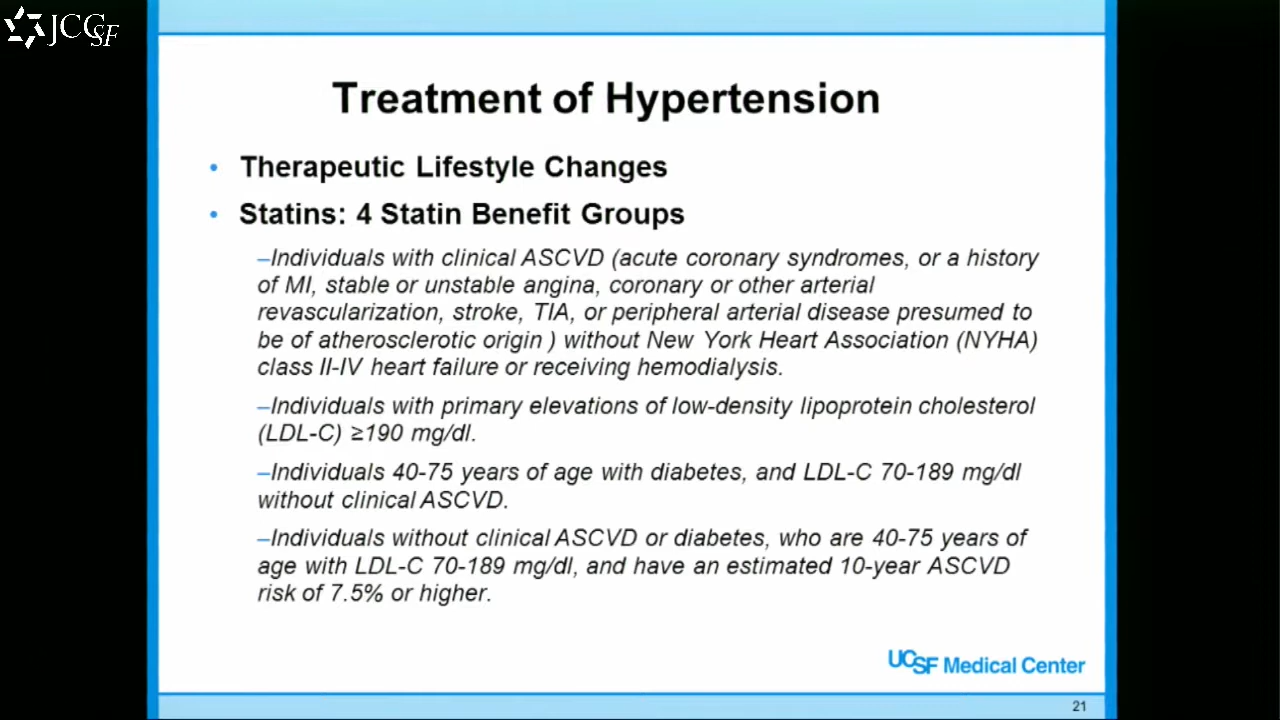 JCCSF
Treatment of Hypertension
• Therapeutic Lifestyle Changes
• Statins: 4 Statin Benefit Groups
–Individuals with clinical ASCVD (acute coronary syndromes, or a history
of MI, stable or unstable angina, coronary or other arterial
revascularization, stroke, TIA, or peripheral arterial disease presumed to
be of atherosclerotic origin ) without New York Heart Association (NYHA)
class II-IV heart failure or receiving hemodialysis.
–Individuals with primary elevations of low-density lipoprotein cholesterol
(LDL-C) ≥190 mg/dl.
–Individuals 40-75 years of age with diabetes, and LDL-C 70-189 mg/dl
without clinical ASCVD.
–Individuals without clinical ASCVD or diabetes, who are 40-75 years of
age with LDL-C 70-189 mg/dl, and have an estimated 10-year ASCVD
risk of 7.5% or higher.
UCSF Medical Center
21